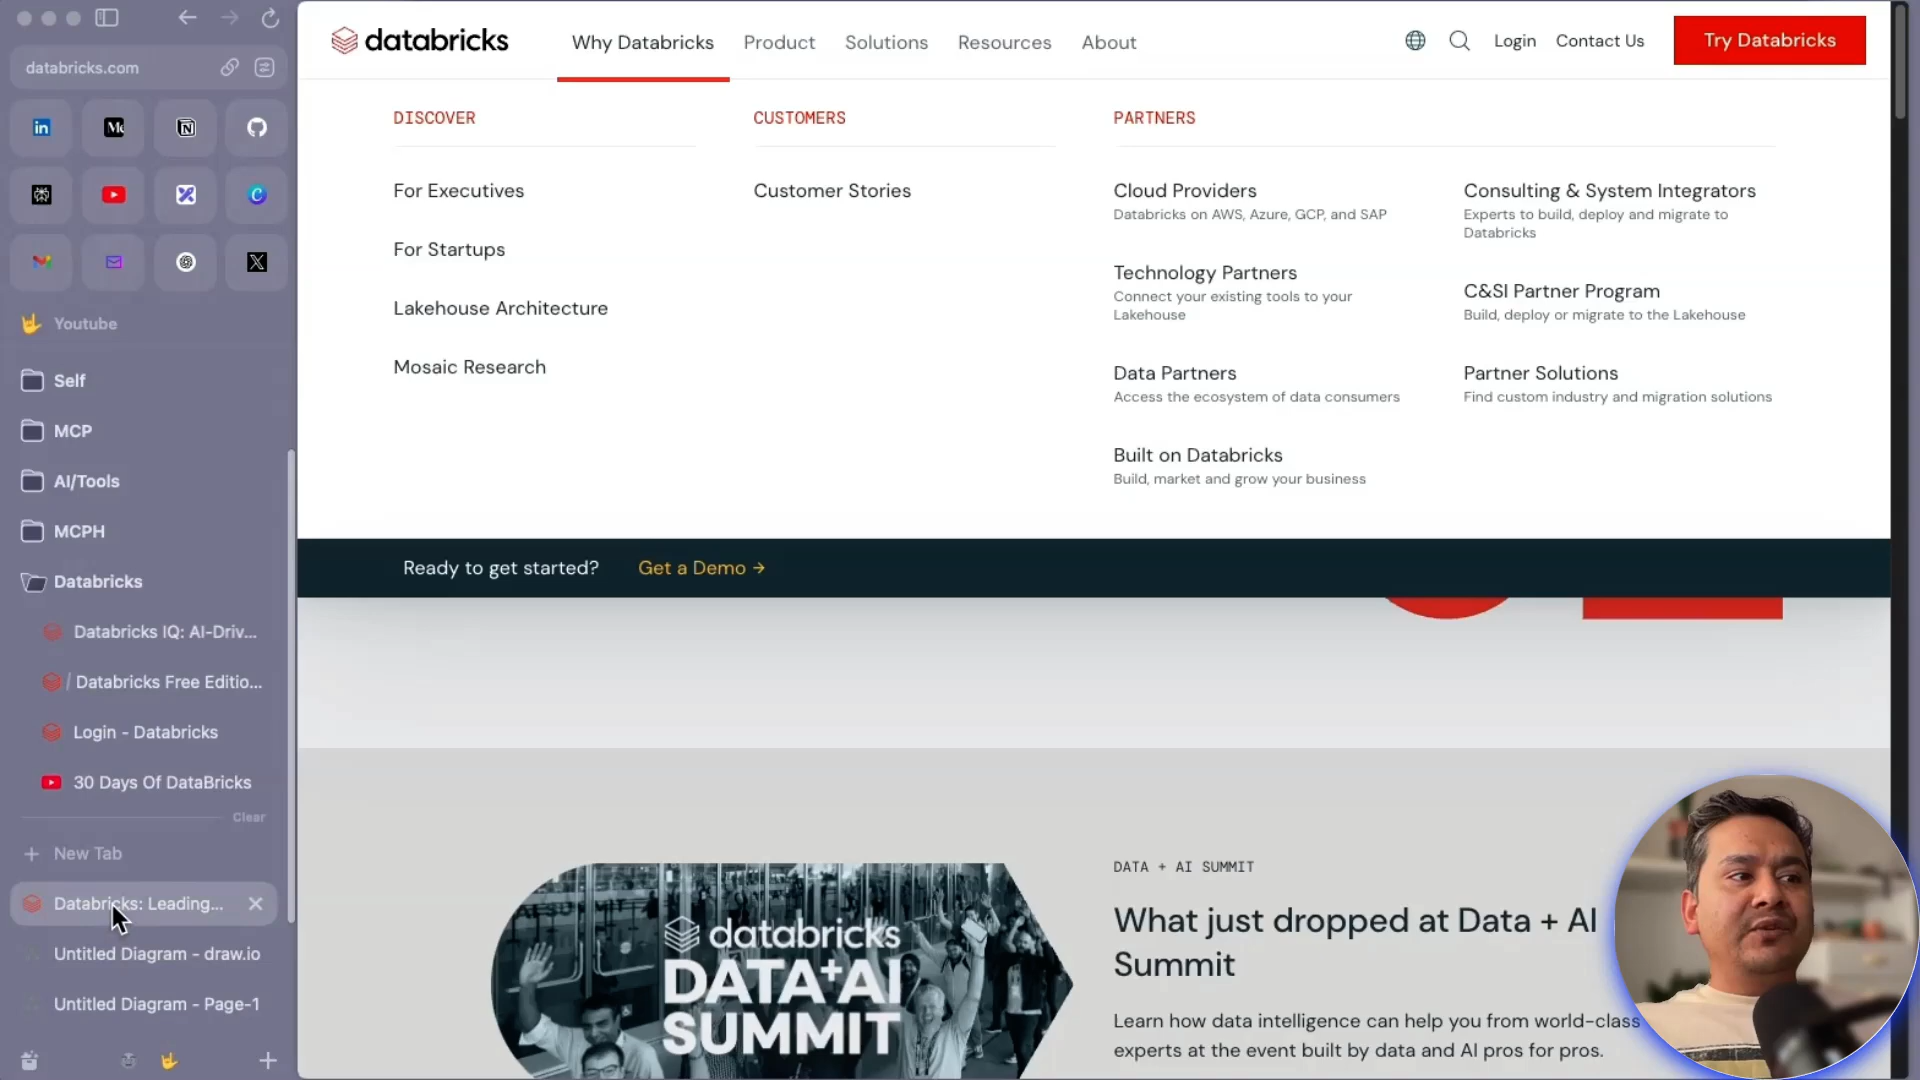 databricks.com
Youtube
Self
MCP
AI/Tools
MCPH
Databricks
Databricks IQ: AI-Driv...
/ Databricks Free Editio...
Login - Databricks
30 Days Of DataBricks
Clear
New Tab
Databricks: Leading...
Untitled Diagram - draw.io
Untitled Diagram - Page-1
databricks
Why Databricks
Product
Solutions
Resources
About
Login
Contact Us
Try Databricks
DISCOVER
For Executives
For Startups
Lakehouse Architecture
Mosaic Research
CUSTOMERS
Customer Stories
PARTNERS
Cloud Providers
Databricks on AWS, Azure, GCP, and SAP
Technology Partners
Connect your existing tools to your
Lakehouse
Data Partners
Access the ecosystem of data consumers
Built on Databricks
Build, market and grow your business
Consulting & System Integrators
Experts to build, deploy and migrate to
Databricks
C&SI Partner Program
Build, deploy or migrate to the Lakehouse
Partner Solutions
Find custom industry and migration solutions
Ready to get started?
Get a Demo →
databricks
DATA+AI
SUMMIT
DATA + AI SUMMIT
What just dropped at Data + AI
Summit
Learn how data intelligence can help you from world-class
experts at the event built by data and AI pros for pros.